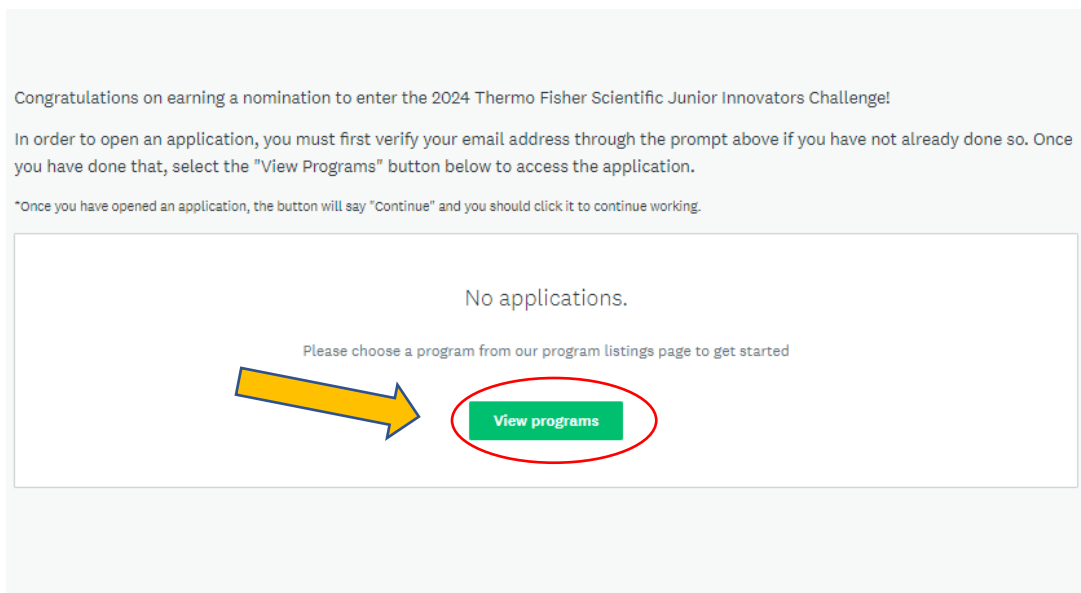 Congratulations on earning a nomination to enter the 2024 Thermo Fisher Scientific Junior Innovators Challenge!
In order to open an application, you must first verify your email address through the prompt above if you have not already done so. Once
you have done that, select the "View Programs" button below to access the application.
*Once you have opened an application, the button will say "Continue" and you should click it to continue working.
No applications.
Please choose a program from our program listings page to get started
View programs